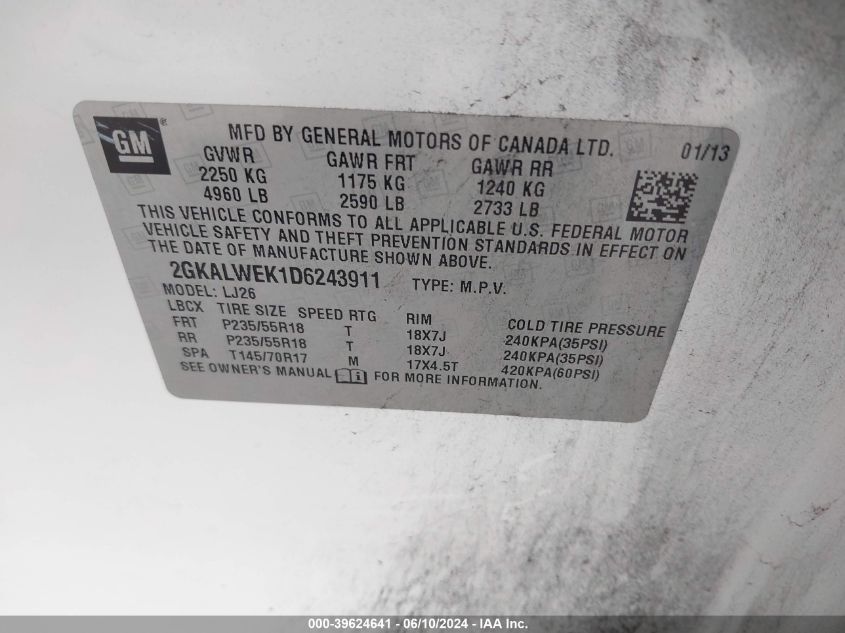 GM ®
MFD BY GENERAL MOTORS OF CANADA LTD. 01/13
GVWR GAWR FRT GAWR RR
2250 KG 1175 KG 1240 KG
4960 LB 2590 LB 2733 LB
THIS VEHICLE CONFORMS TO ALL APPLICABLE U.S. FEDERAL MOTOR
VEHICLE SAFETY AND THEFT PREVENTION STANDARDS IN EFFECT ON
THE DATE OF MANUFACTURE SHOWN ABOVE.
2GKALWEK1D6243911 TYPE: M.P.V.
MODEL: LJ26
LBCX TIRE SIZE SPEED RTG RIM COLD TIRE PRESSURE
FRT P235/55R18 T 18X7J 240KPA(35PSI)
RR P235/55R18 T 18X7J 240KPA(35PSI)
SPA T145/70R17 M 17X4.5T 420KPA(60PSI)
SEE OWNER'S MANUAL FOR MORE INFORMATION.
000-39624641 - 06/10/2024 - IAA Inc.